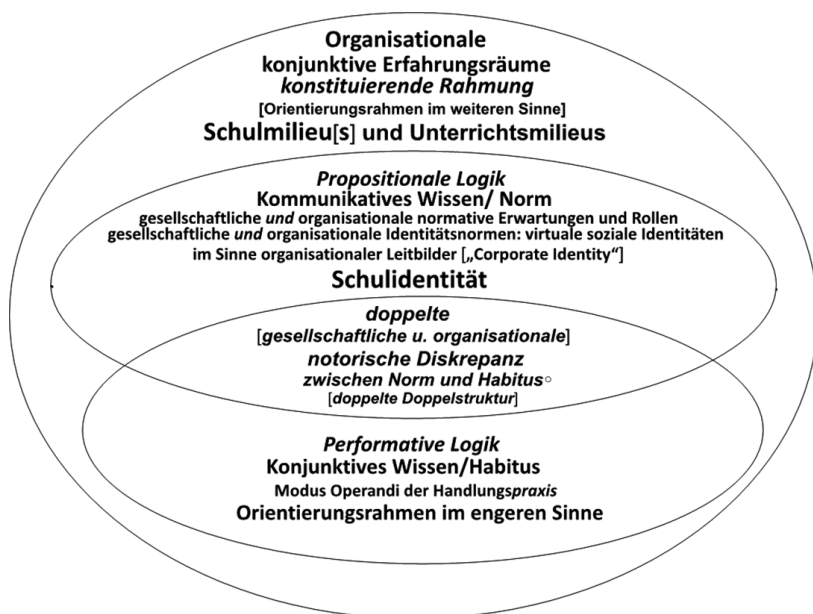 Organisationale
konjunktive Erfahrungsräume
konstituierende Rahmung
[Orientierungsrahmen im weiteren Sinne]
Schulmilieu[s] und Unterrichtsmilieus
Propositionale Logik
Kommunikatives Wissen/ Norm
gesellschaftliche und organisationale normative Erwartungen und Rollen
gesellschaftliche und organisationale Identitätsnormen: virtuale soziale Identitäten
im Sinne organisationaler Leitbilder [„Corporate Identity“]
Schulidentität
doppelte
[gesellschaftliche u. organisationale]
notorische Diskrepanz
zwischen Norm und Habitus○
[doppelte Doppelstruktur]
Performative Logik
Konjunktives Wissen/Habitus
Modus Operandi der Handlungspraxis
Orientierungsrahmen im engeren Sinne